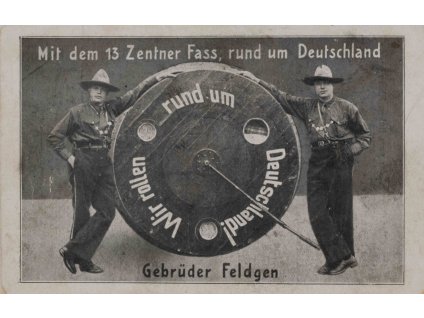 Mit dem 13 Zentner Fass, rund um Deutschland
Wir rollen
rund um
Deutschland!
Gebrüder Feldgen